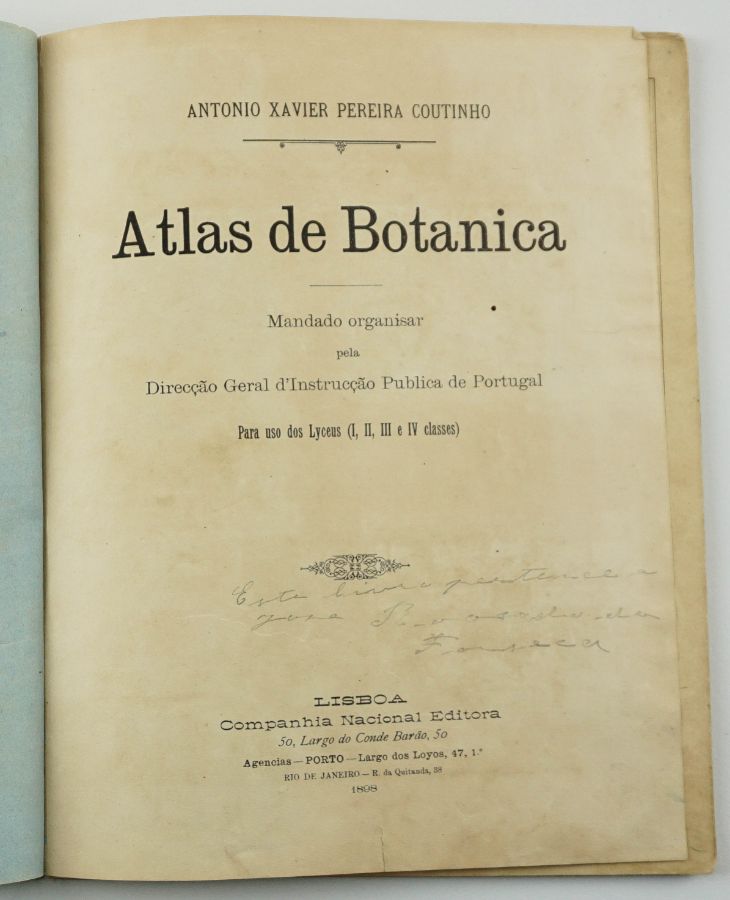 ANTONIO XAVIER PEREIRA COUTINHO
Atlas de Botanica
Mandado organisar
pela
Direcção Geral d'Instrucção Publica de Portugal
Para uso dos Lyceus (I, II, III e IV classes)
Este livro pertence a
da
Fonseca
LISBOA
Companhia Nacional Editora
50, Largo do Conde Barão, 50
Agencias — PORTO — Largo dos Loyos, 47, 1.º
RIO DE JANEIRO — R. da Quitanda, 38
1898